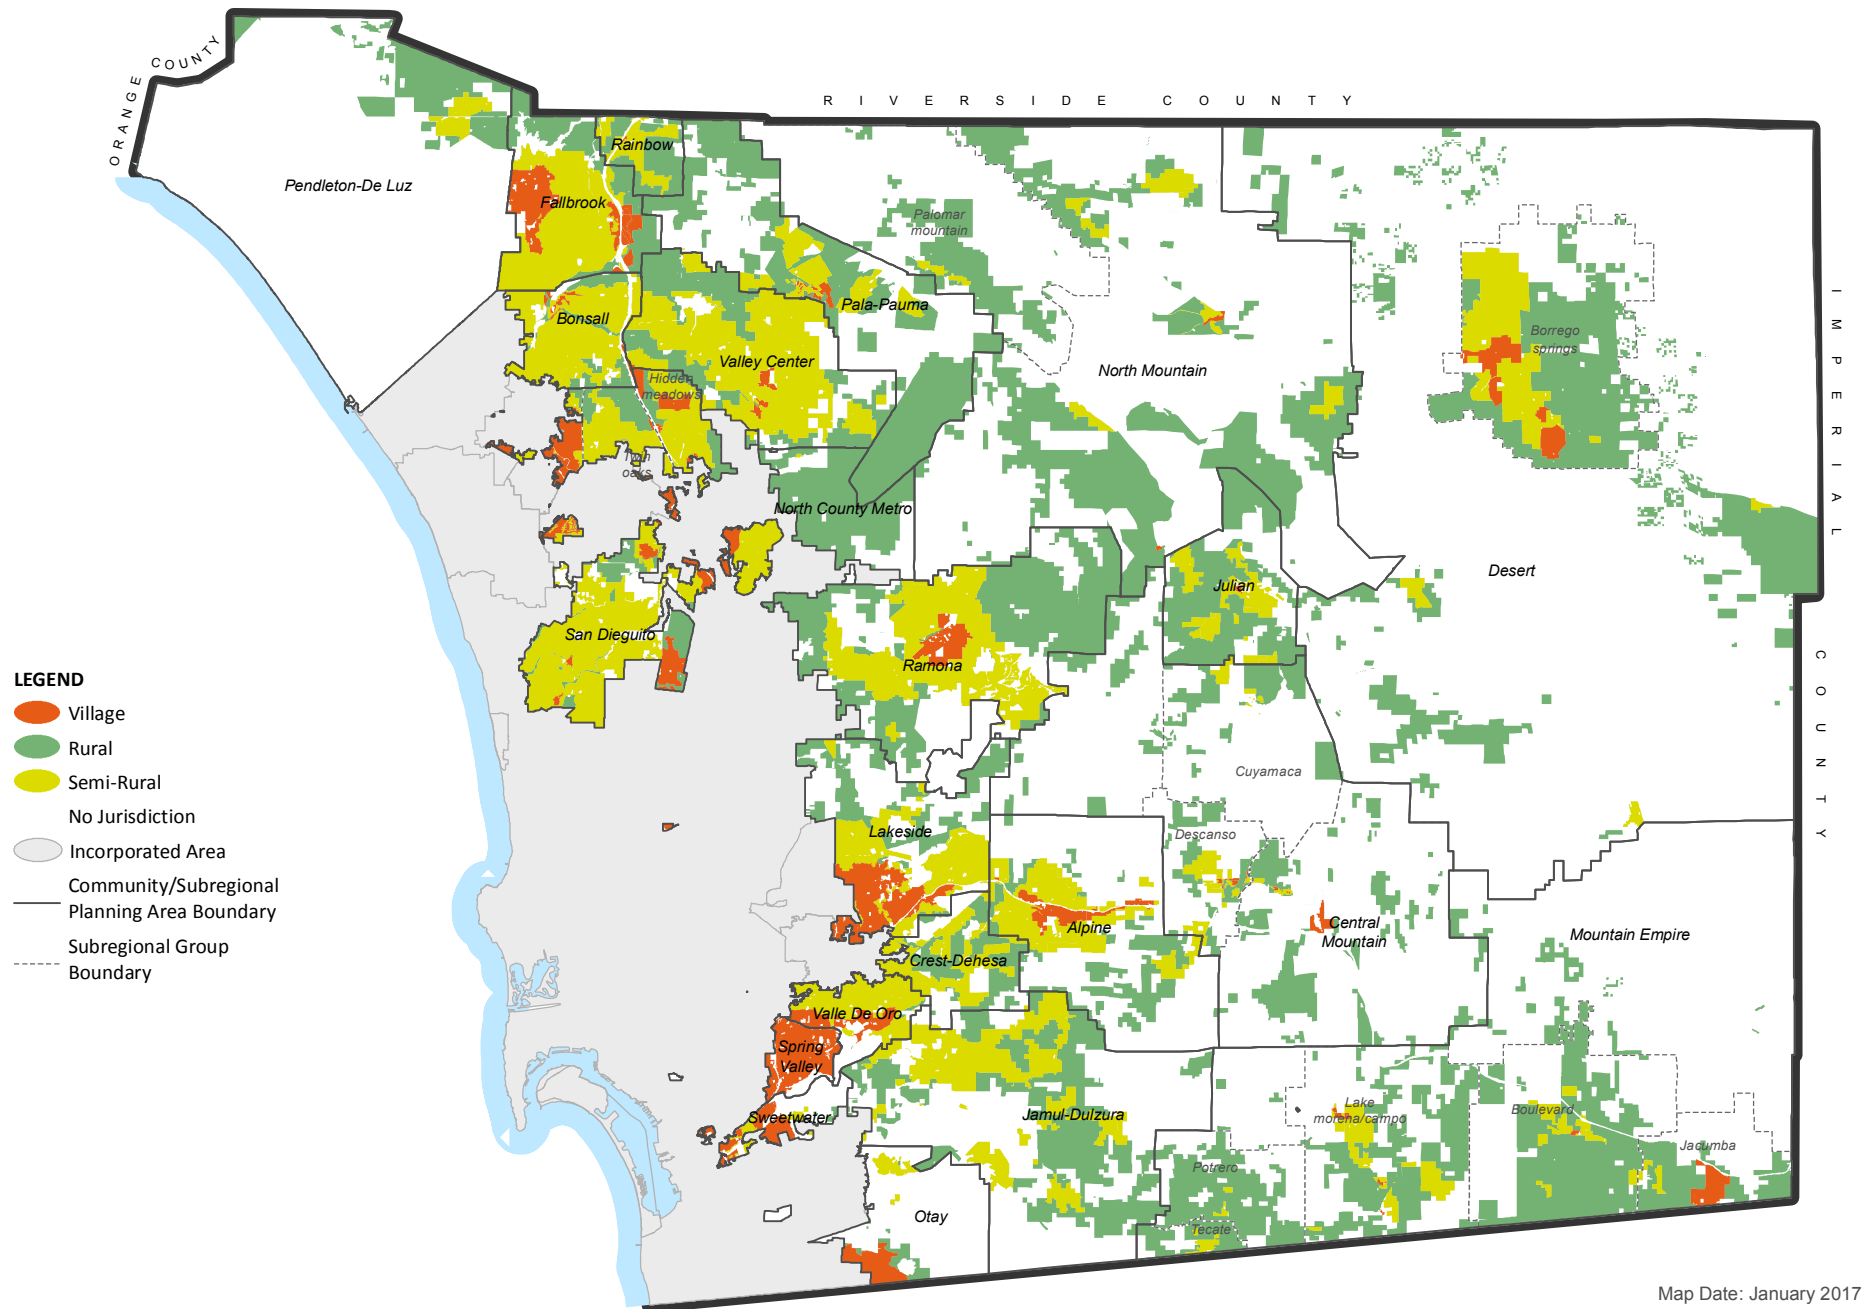 ORANGE COUNTY
RIVERSIDE COUNTY
IMPERIAL COUNTY
Pendleton-De Luz
Rainbow
Fallbrook
Palomar
mountain
Pala-Pauma
Bonsall
Valley Center
Hidden
meadows
North Mountain
Borrego
springs
Twin
oaks
North County Metro
Desert
Julian
San Dieguito
Ramona
LEGEND
Village
Rural
Semi-Rural
No Jurisdiction
Incorporated Area
Community/Subregional
Planning Area Boundary
Subregional Group
Boundary
Cuyamaca
Lakeside
Descanso
Alpine
Central
Mountain
Mountain Empire
Crest-Dehesa
Valle De Oro
Spring
Valley
Sweetwater
Jamul-Dulzura
Lake
morena/campo
Boulevard
Jacumba
Potrero
Otay
Tecate
Map Date: January 2017